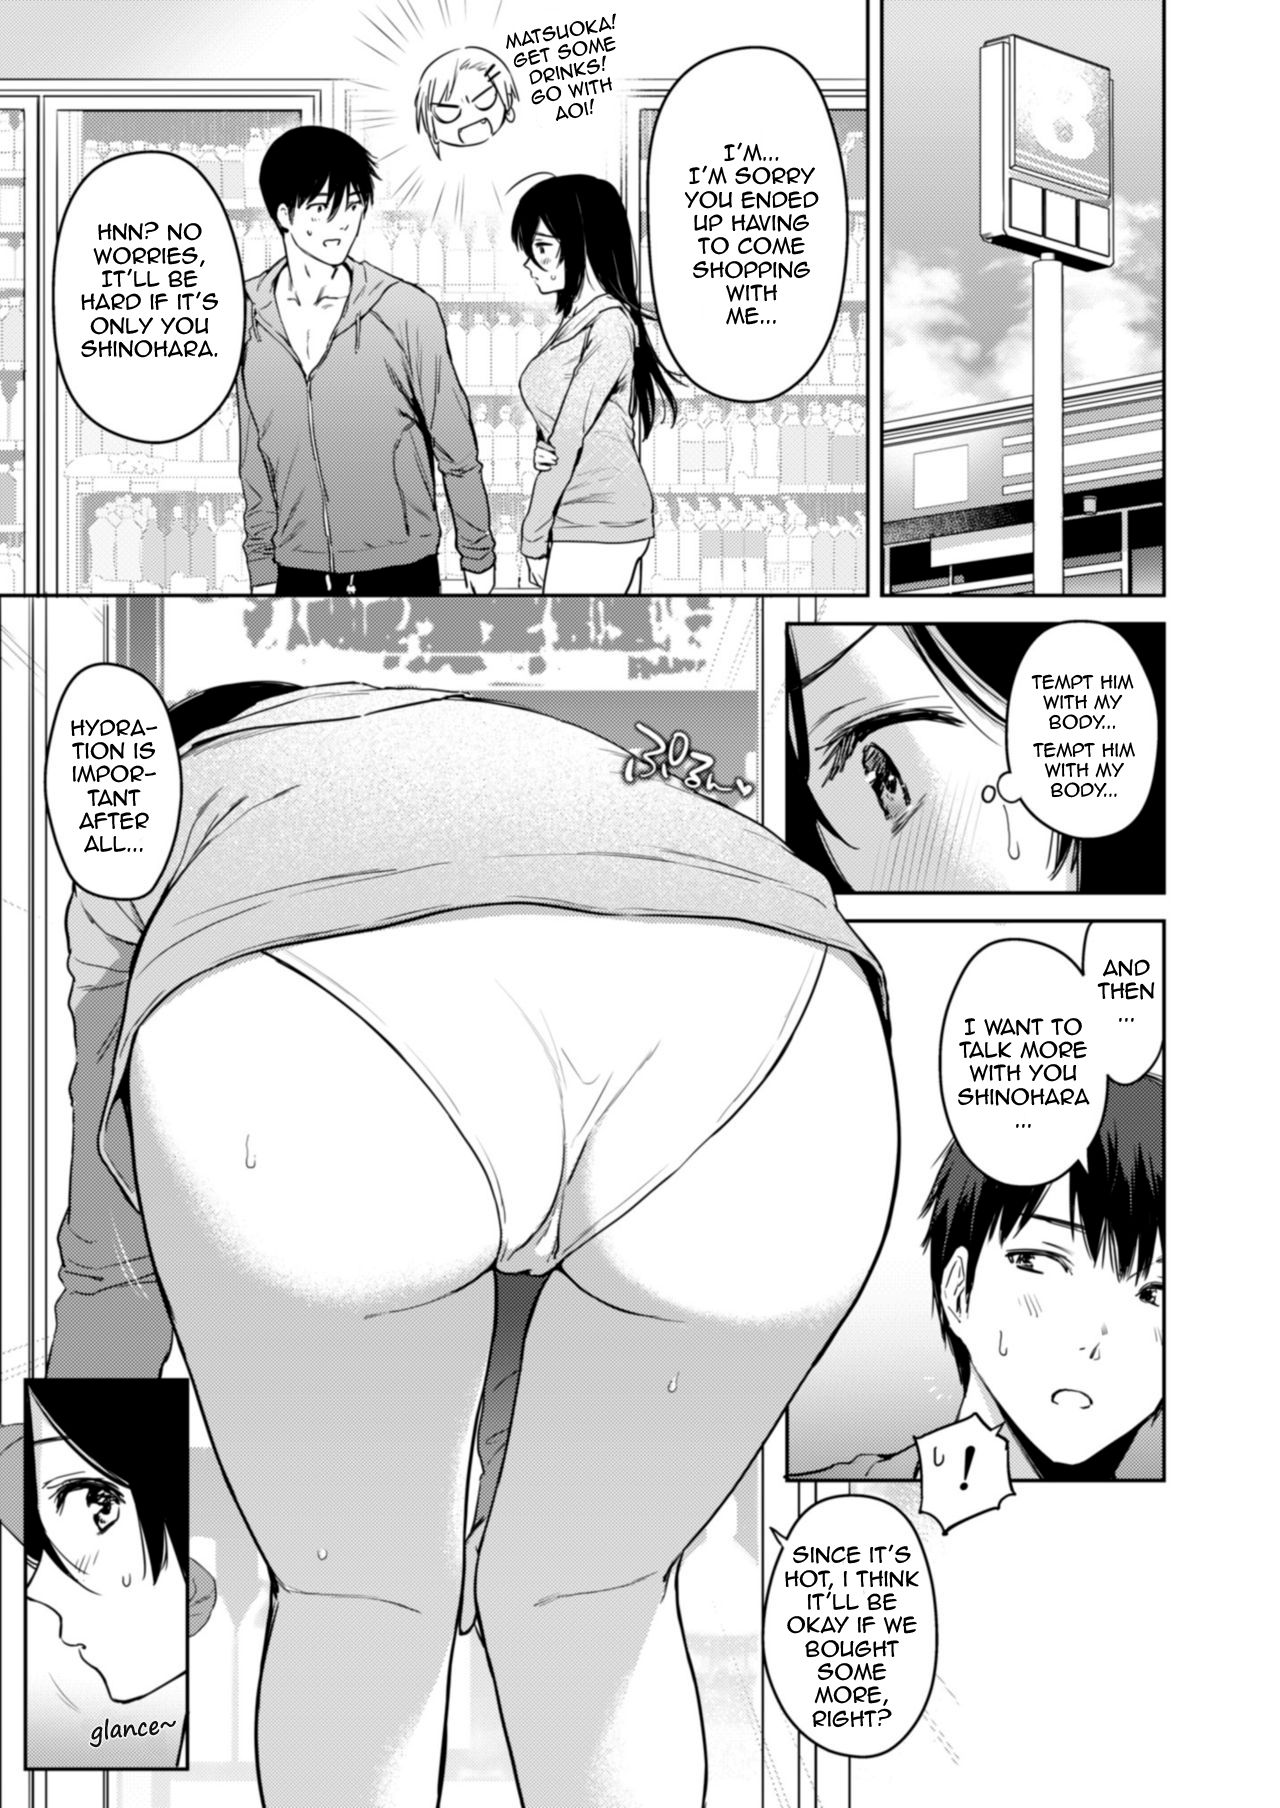 8
I'M...
I'M SORRY
YOU ENDED
UP HAVING
TO COME
SHOPPING
WITH
ME...
MATSUOKA!
GET SOME
DRINKS!
GO WITH
AOI!
HNN? NO
WORRIES,
IT'LL BE
HARD IF IT'S
ONLY YOU
SHINOHARA.
TEMPT HIM
WITH MY
BODY...
TEMPT HIM
WITH MY
BODY...
AND
THEN
...
I WANT TO
TALK MORE
WITH YOU
SHINOHARA
...
!
SINCE IT'S
HOT, I THINK
IT'LL BE
OKAY IF WE
BOUGHT
SOME
MORE,
RIGHT?
ぷるん♥
HYDRA-
TION IS
IMPOR-
TANT
AFTER
ALL...
glance~